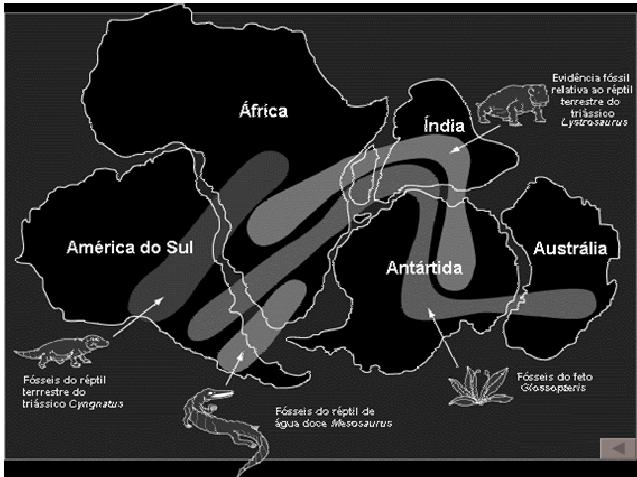 África
Índia
Evidência fóssil
relativa ao réptil
terrestre do
triássico
Lystrosaurus
América do Sul
Antártida
Austrália
Fósseis do réptil
terrrestre do
triássico Cyngnatus
Fósseis do réptil de
água doce Mesosaurus
Fósseis do feto
Glossopteris